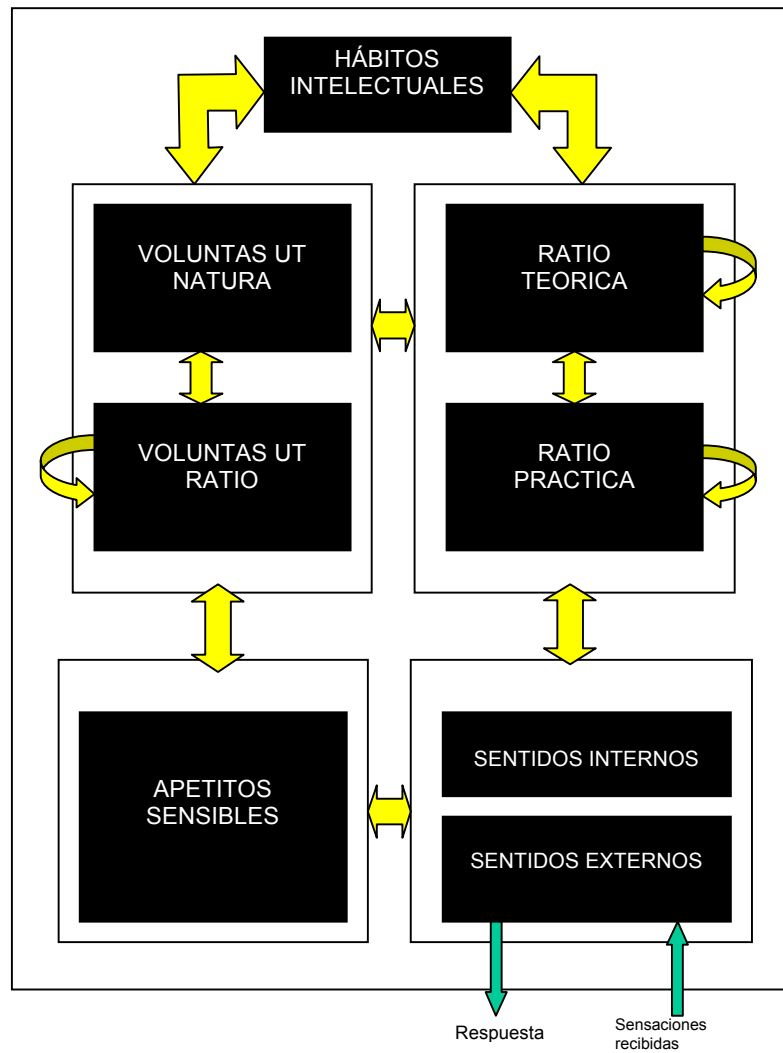 HÁBITOS
INTELECTUALES
VOLUNTAS UT
NATURA
RATIO
TEORICA
VOLUNTAS UT
RATIO
RATIO
PRACTICA
APETITOS
SENSIBLES
SENTIDOS INTERNOS
SENTIDOS EXTERNOS
Respuesta
Sensaciones
recibidas